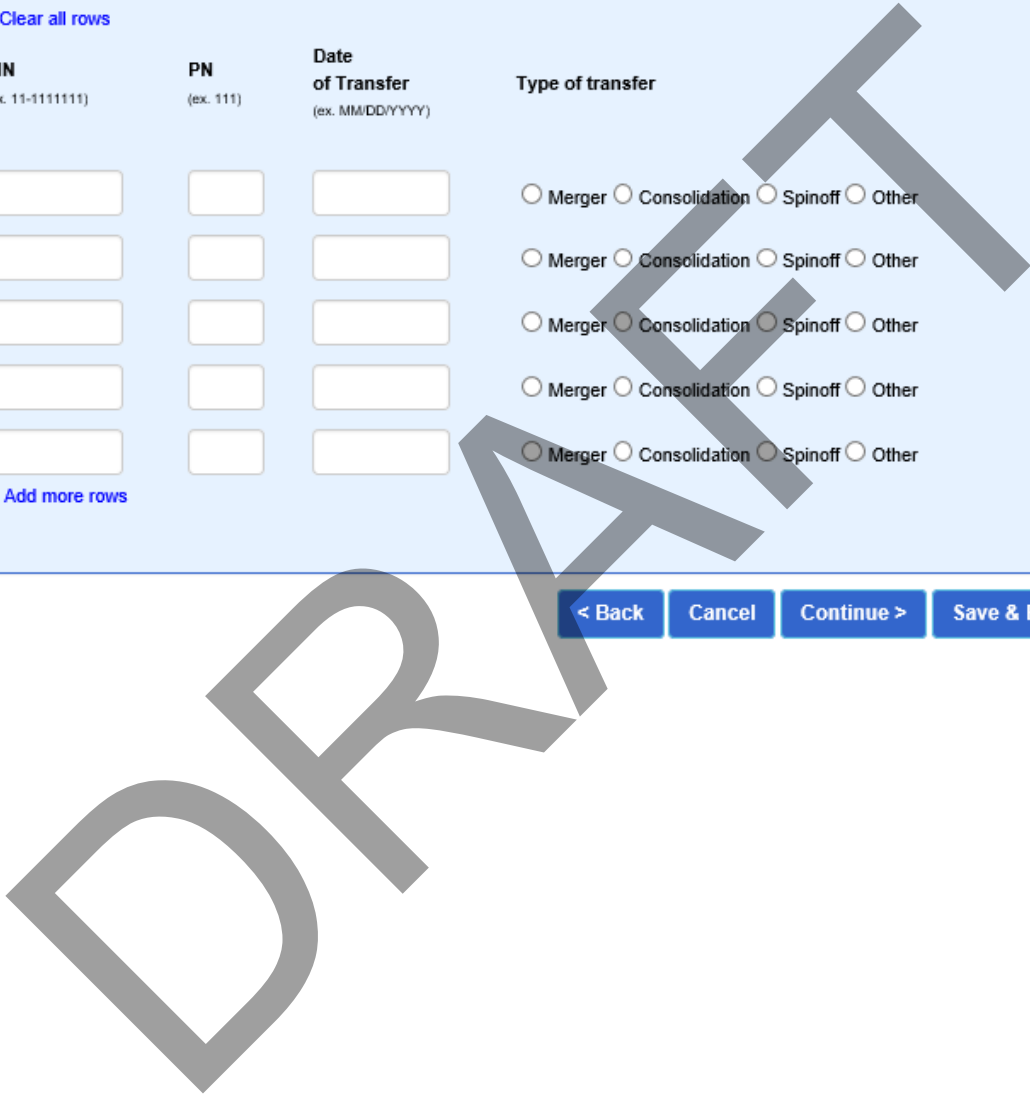 Clear all rows
IN
PN
Date
of Transfer
Type of transfer
x. 11-1111111)
(ex. 111)
(ex. MM/DD/YYYY)
Merger Consolidation Spinoff Other
Merger Consolidation Spinoff Other
Merger Consolidation Spinoff Other
Merger Consolidation Spinoff Other
Merger Consolidation Spinoff Other
Add more rows
< Back Cancel Continue > Save &
DRAFT